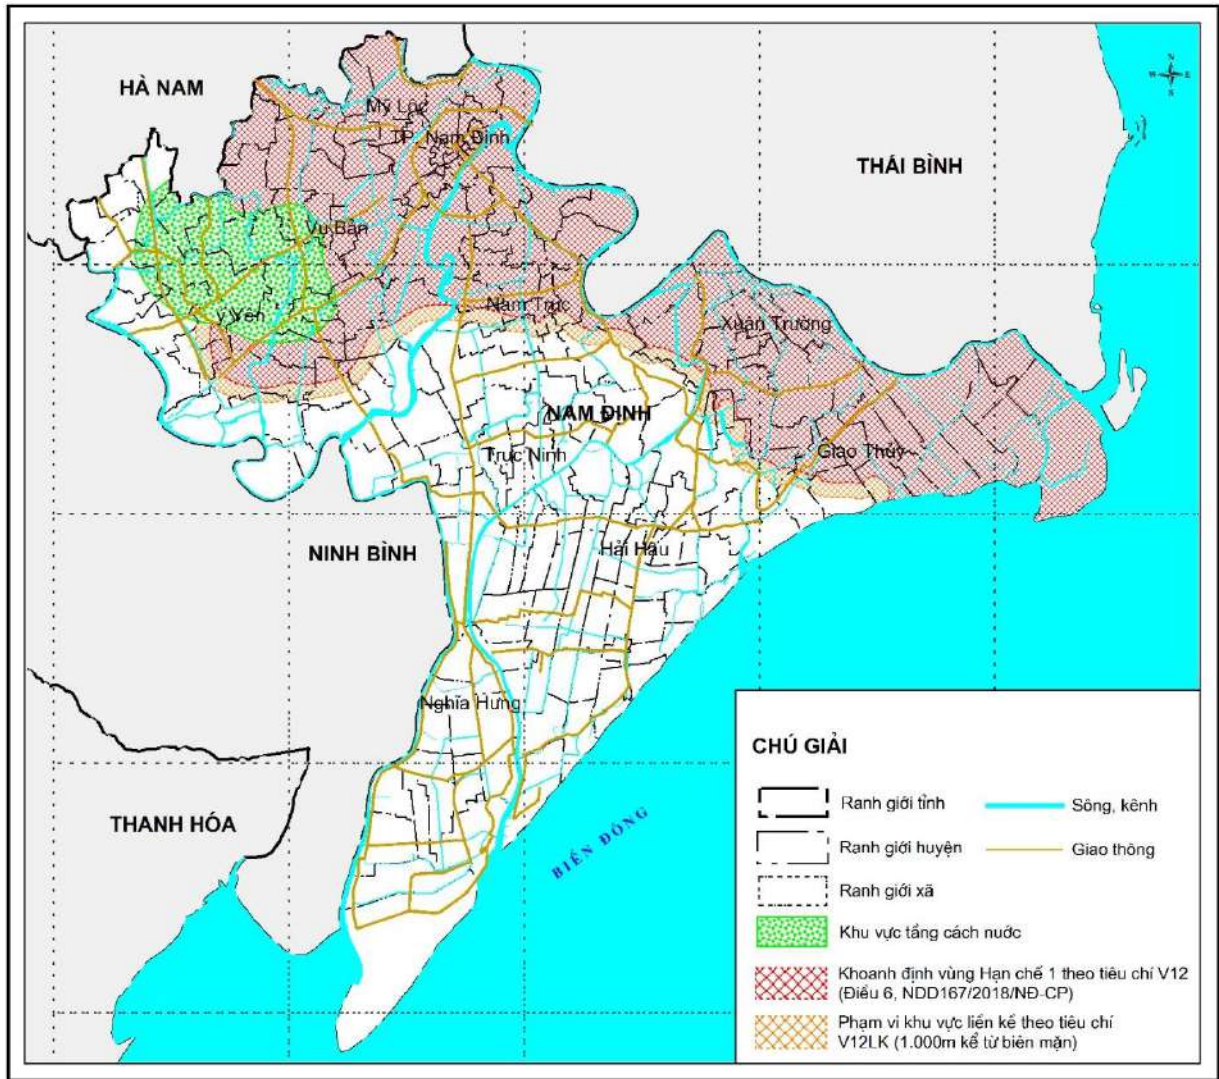 N
W E
S
HÀ NAM
Mỹ Lộc
TP. Nam Định
THÁI BÌNH
Vụ Bản
Nam Trực
Ý Yên
Xuân Trường
NAM ĐỊNH
Giao Thủy
Trực Ninh
NINH BÌNH
Hải Hậu
Nghĩa Hưng
THANH HÓA
BIỂN ĐÔNG
CHÚ GIẢI
Ranh giới tỉnh
Sông, kênh
Ranh giới huyện
Giao thông
Ranh giới xã
Khu vực tầng cách nước
Khoanh định vùng Hạn chế 1 theo tiêu chí V12
(Điều 6, NDD167/2018/NĐ-CP)
Phạm vi khu vực liền kề theo tiêu chí
V12LK (1.000m kể từ biên mặn)